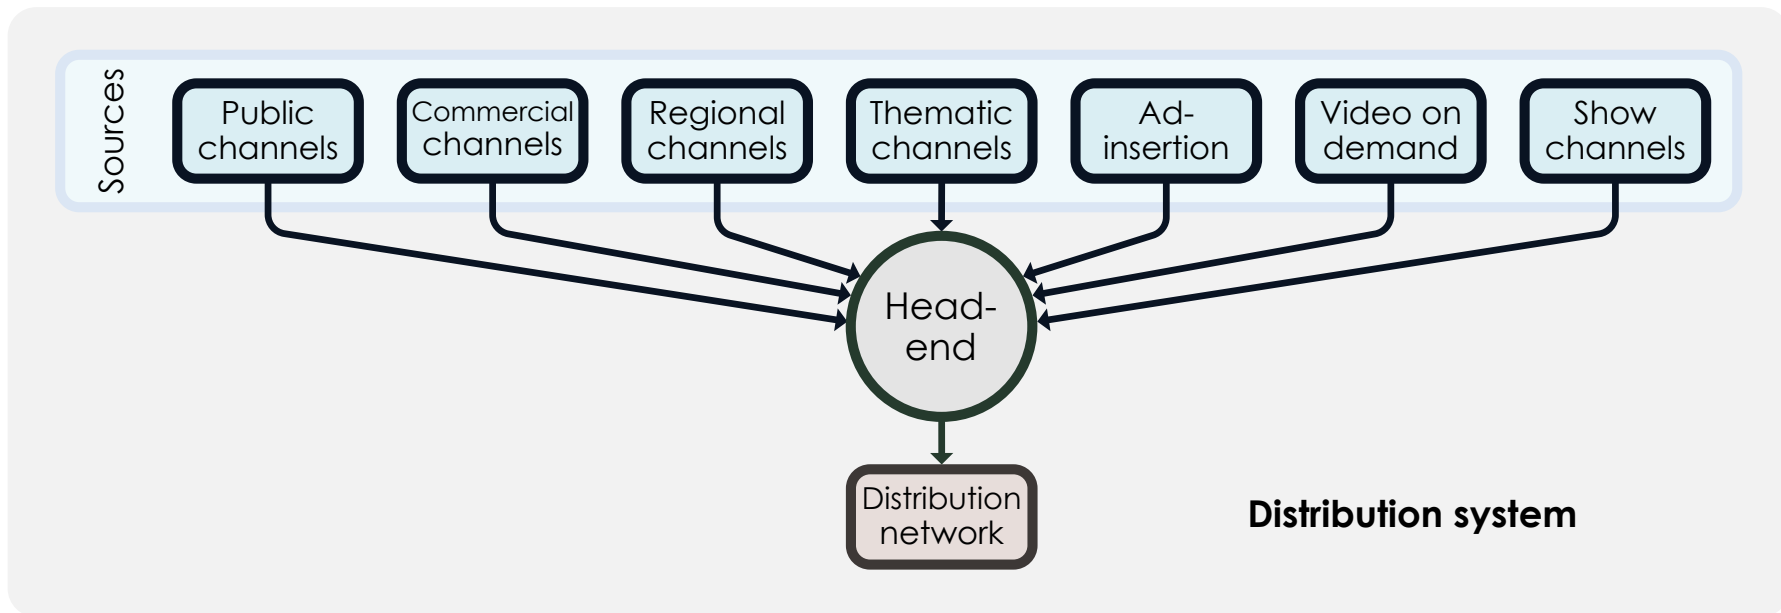 Sources
Public
channels
Commercial
channels
Regional
channels
Thematic
channels
Ad-
insertion
Video on
demand
Show
channels
Head-
end
Distribution
network
Distribution system